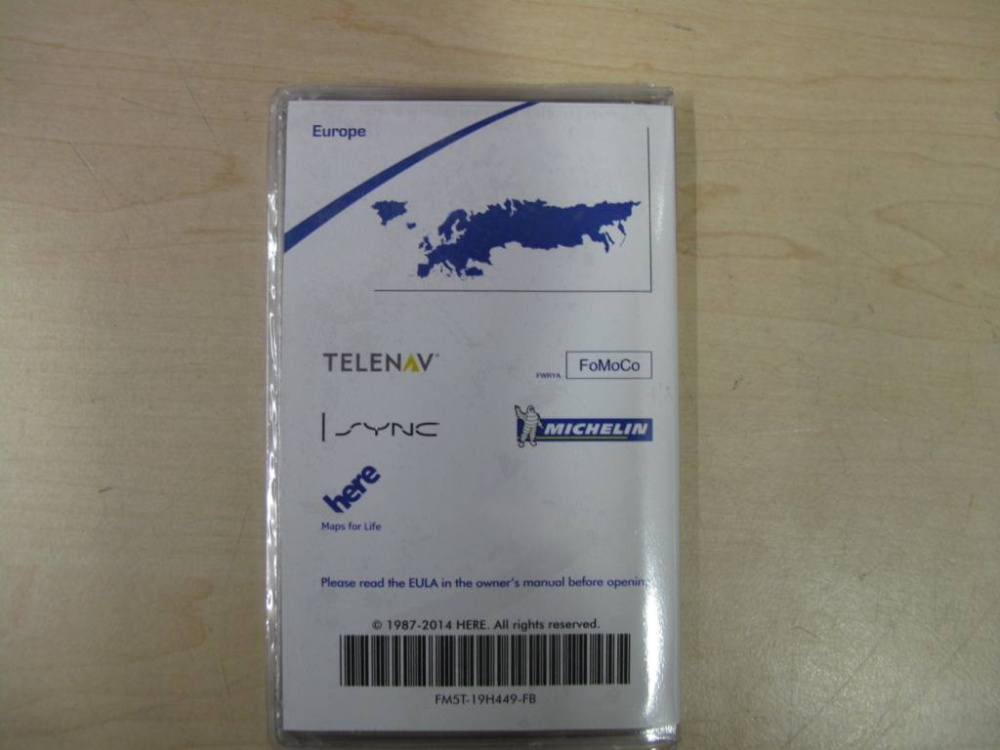 Europe
TELENAV
FoMoCo
SYNC
MICHELIN
here
Maps for Life
Please read the EULA in the owner's manual before opening
© 1987-2014 HERE. All rights reserved.
FM5T-19H449-FB